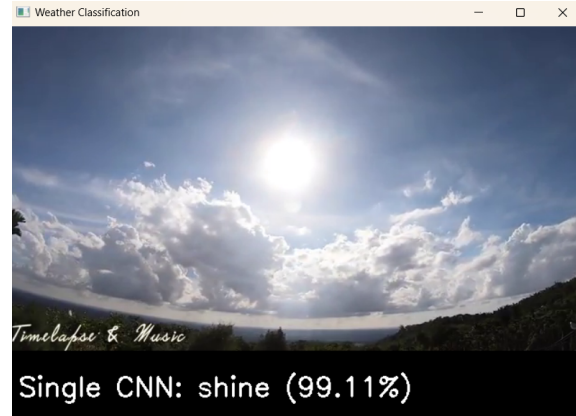 Weather Classification
Timelapse & Music
Single CNN: shine (99.11%)